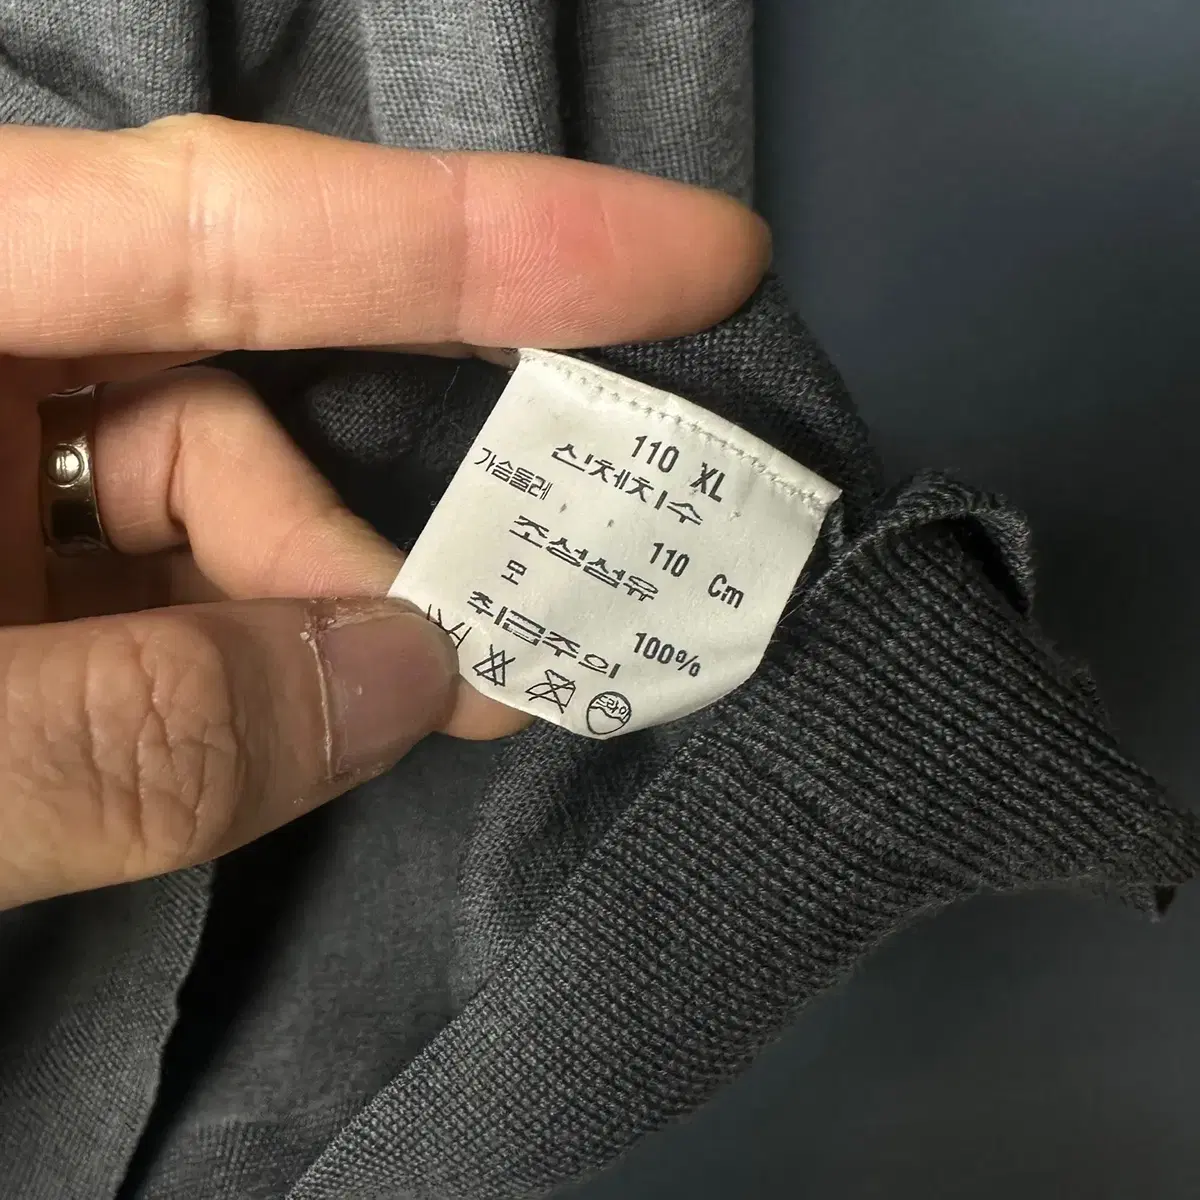 110 XL
신체치수
가슴둘레 110 Cm
조성섬유
모 100%
취급주의
드라이